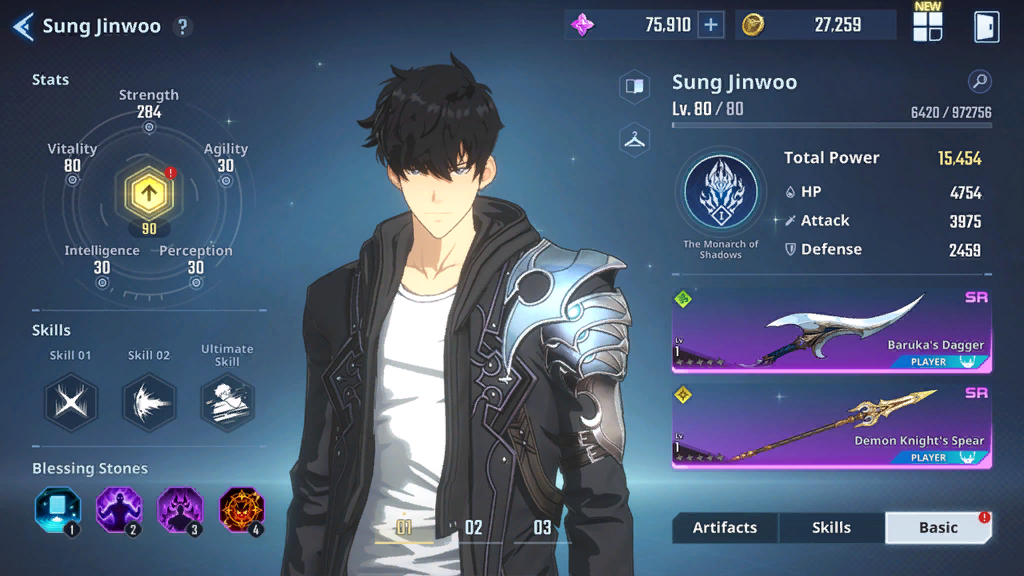 Sung Jinwoo ?
75,910 +
27,259
NEW
Stats
Strength
284
Vitality
80
Agility
30
!
90
Intelligence
30
Perception
30
Skills
Skill 01
Skill 02
Ultimate
Skill
Blessing Stones
1
2
3
4
01
02
03
Sung Jinwoo
Lv. 80 / 80
6420 / 972756
I
The Monarch of
Shadows
Total Power 15,454
HP 4754
Attack 3975
Defense 2459
SR
Lv
1
Baruka's Dagger
PLAYER
SR
Lv
1
Demon Knight's Spear
PLAYER
Artifacts
Skills
Basic
!